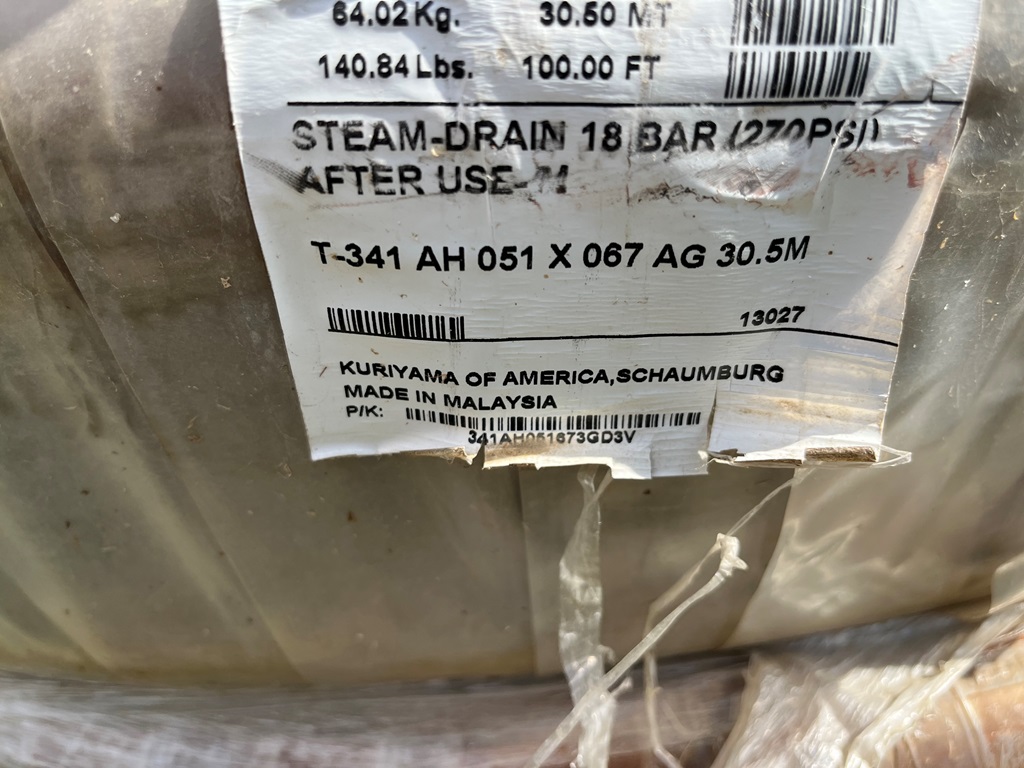 64.02 Kg. 30.50 MT
140.84 Lbs. 100.00 FT
STEAM-DRAIN 18 BAR (270PSI)
AFTER USE-M
T-341 AH 051 X 067 AG 30.5M
13027
KURIYAMA OF AMERICA,SCHAUMBURG
MADE IN MALAYSIA
P/K:
341AH051673GD3V